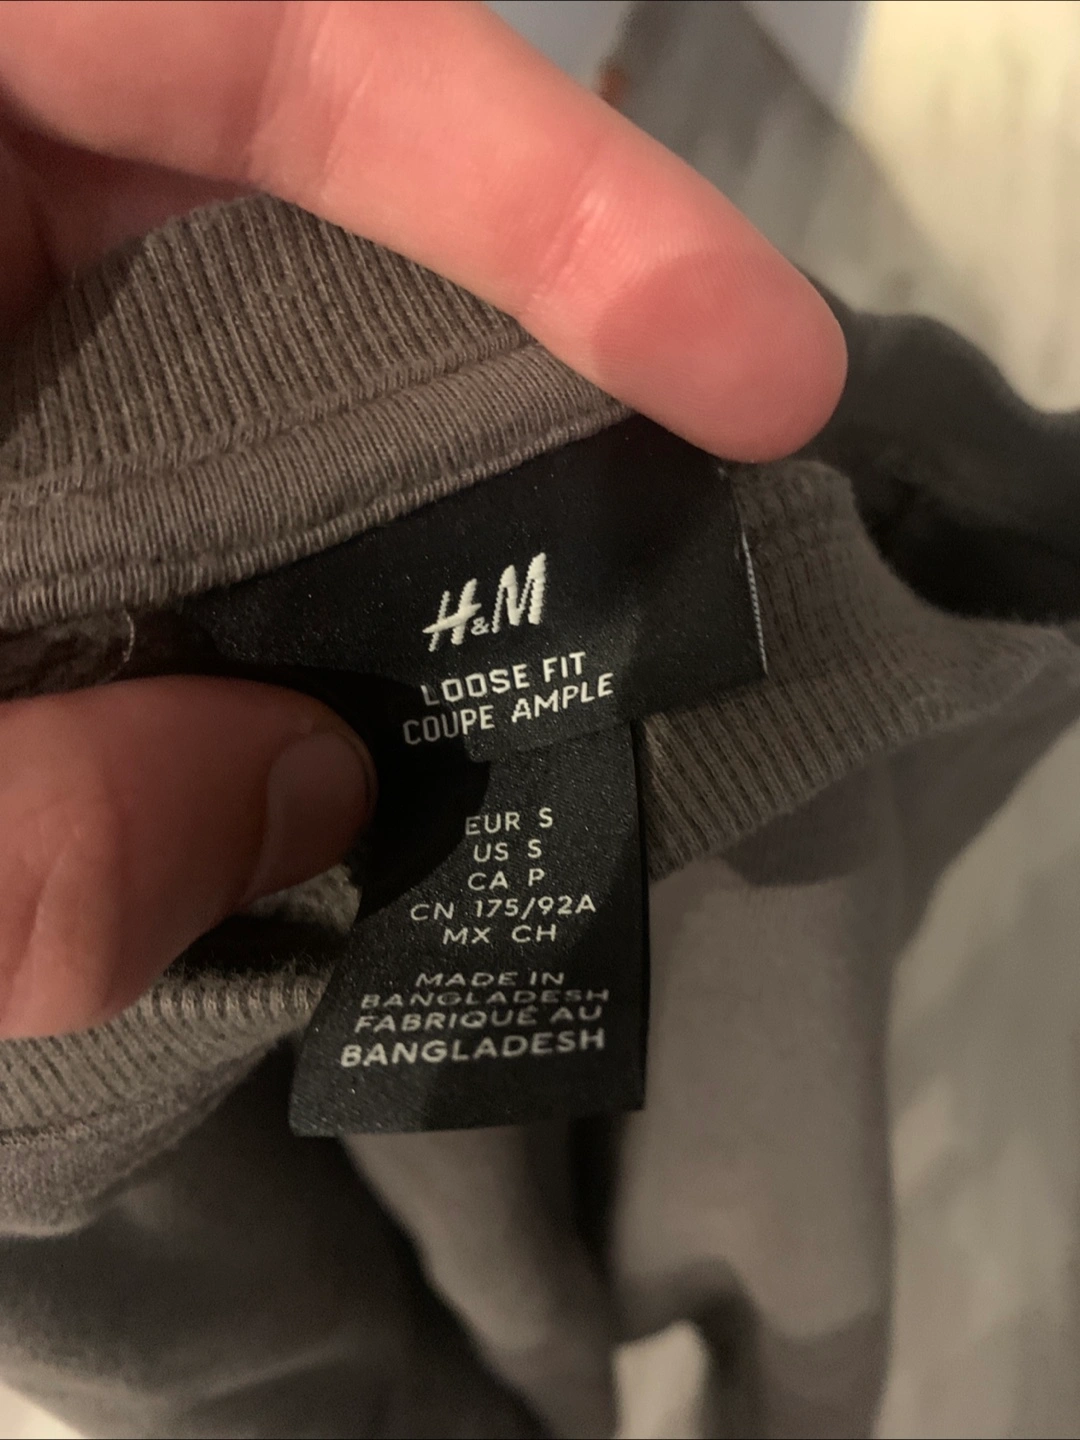 H&M
LOOSE FIT
COUPE AMPLE
EUR S
US S
CA P
CN 175/92A
MX CH
MADE IN
BANGLADESH
FABRIQUÉ AU
BANGLADESH